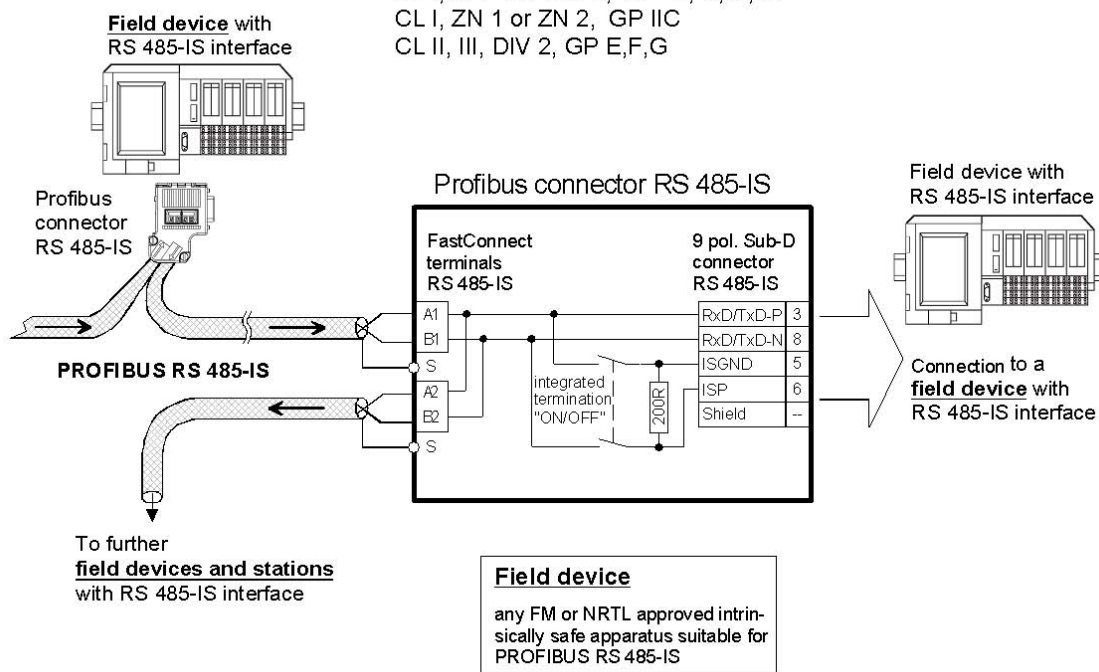 CL I, ZN 1 or ZN 2, GP IIC
CL II, III, DIV 2, GP E,F,G
Field device with
RS 485-IS interface
Profibus
connector
RS 485-IS
PROFIBUS RS 485-IS
To further
field devices and stations
with RS 485-IS interface
Profibus connector RS 485-IS
FastConnect
terminals
RS 485-IS
9 pol. Sub-D
connector
RS 485-IS
A1
B1
S
A2
B2
S
integrated
termination
"ON/OFF"
200R
RxD/TxD-P 3
RxD/TxD-N 8
ISGND 5
ISP 6
Shield --
Field device with
RS 485-IS interface
Connection to a
field device with
RS 485-IS interface
Field device
any FM or NRTL approved intrin-
sically safe apparatus suitable for
PROFIBUS RS 485-IS